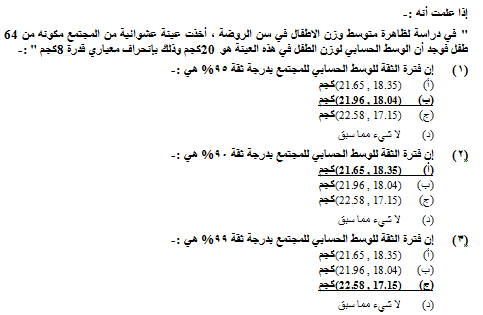 إذا علمت أنه :-
" في دراسة لظاهرة متوسط وزن الاطفال في سن الروضة ، أخذت عينة عشوائية من المجتمع مكونه من 64
طفل فوجد أن الوسط الحسابي لوزن الطفل في هذه العينة هو 20كجم وذلك بإنحراف معياري قدرة 8كجم " :-
(١) إن فترة الثقة للوسط الحسابي للمجتمع بدرجة ثقة ٩٥% هي :-
(أ) (21.65 , 18.35)كجم
(ب) (21.96 , 18.04)كجم
(ج) (22.58 , 17.15)كجم
(د) لا شيء مما سبق
(٢) إن فترة الثقة للوسط الحسابي للمجتمع بدرجة ثقة ٩٠% هي :-
(أ) (21.65 , 18.35)كجم
(ب) (21.96 , 18.04)كجم
(ج) (22.58 , 17.15)كجم
(د) لا شيء مما سبق
(٣) إن فترة الثقة للوسط الحسابي للمجتمع بدرجة ثقة ٩٩% هي :-
(أ) (21.65 , 18.35)كجم
(ب) (21.96 , 18.04)كجم
(ج) (22.58 , 17.15)كجم
(د) لا شيء مما سبق